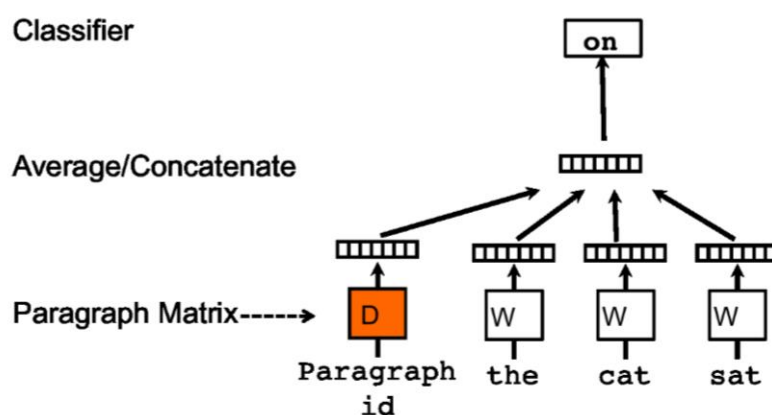 Classifier
on
Average/Concatenate
Paragraph Matrix
D
W
W
W
Paragraph id
the
cat
sat